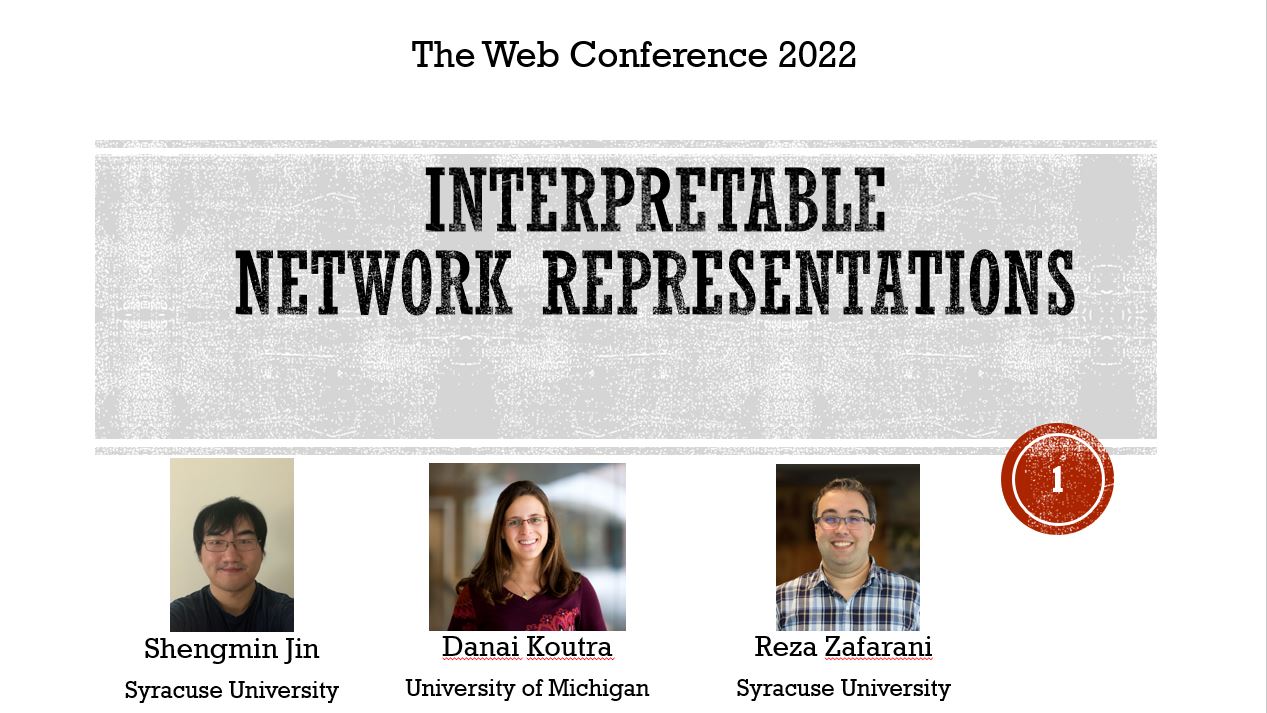 The Web Conference 2022
INTERPRETABLE
NETWORK REPRESENTATIONS
1
Shengmin Jin
Danai Koutra
Reza Zafarani
Syracuse University
University of Michigan
Syracuse University